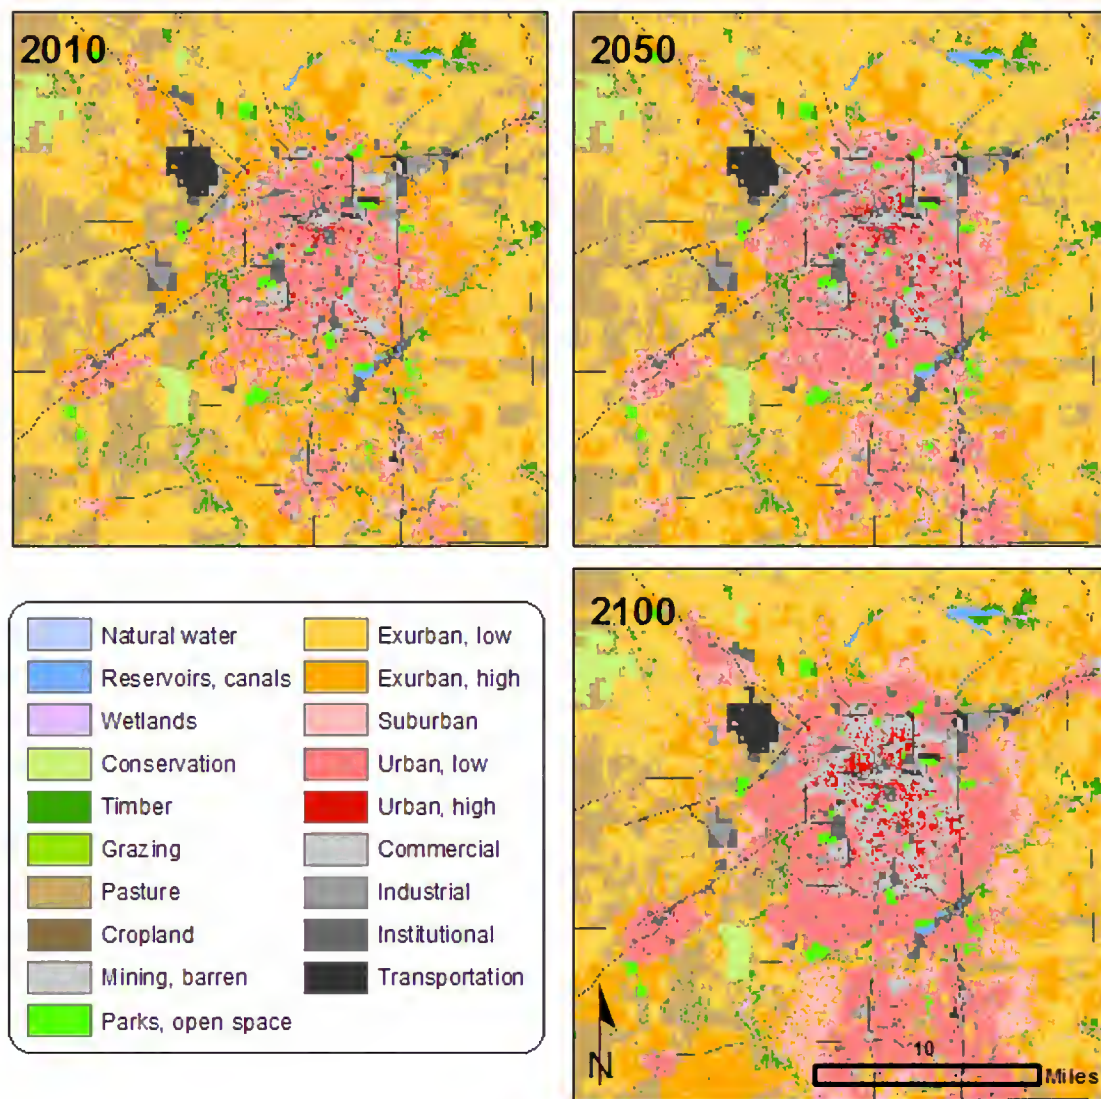 2010
2050
Natural water
Reservoirs, canals
Wetlands
Conservation
Timber
Grazing
Pasture
Cropland
Mining, barren
Parks, open space
Exurban, low
Exurban, high
Suburban
Urban, low
Urban, high
Commercial
Industrial
Institutional
Transportation
2100
N
10
Miles